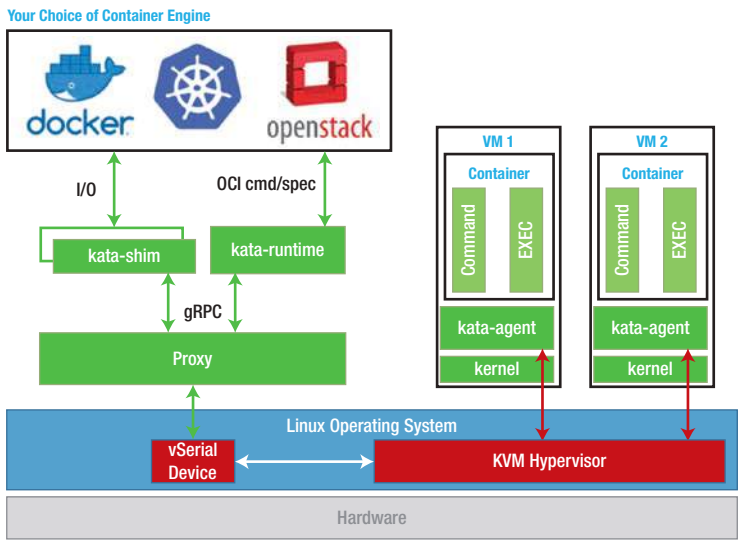 Your Choice of Container Engine
docker
openstack
I/O
OCI cmd/spec
kata-shim
kata-runtime
gRPC
Proxy
VM 1
Container
Command
EXEC
kata-agent
kernel
VM 2
Container
Command
EXEC
kata-agent
kernel
Linux Operating System
vSerial
Device
KVM Hypervisor
Hardware